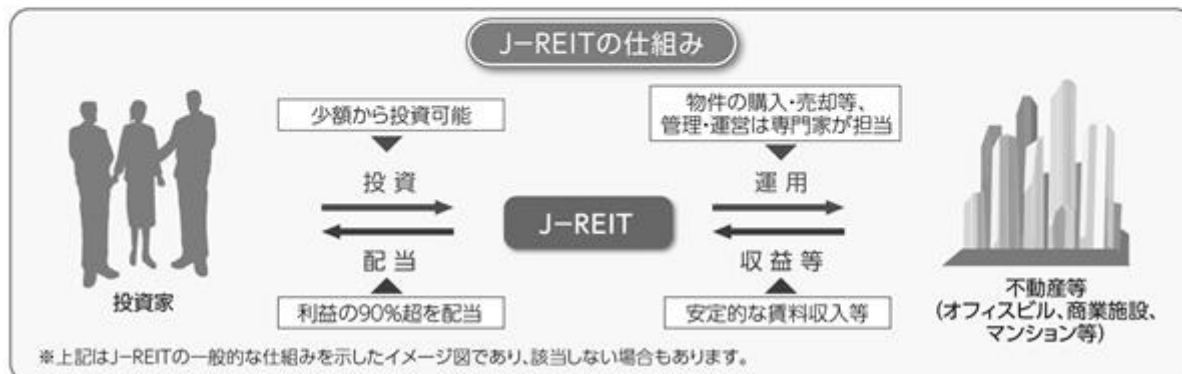 J−REITの仕組み
少額から投資可能
物件の購入・売却等、
管理・運営は専門家が担当
投資
運用
J−REIT
配当
収益等
投資家
利益の90%超を配当
安定的な賃料収入等
不動産等
(オフィスビル、商業施設、
マンション等)
※上記はJ−REITの一般的な仕組みを示したイメージ図であり、該当しない場合もあります。